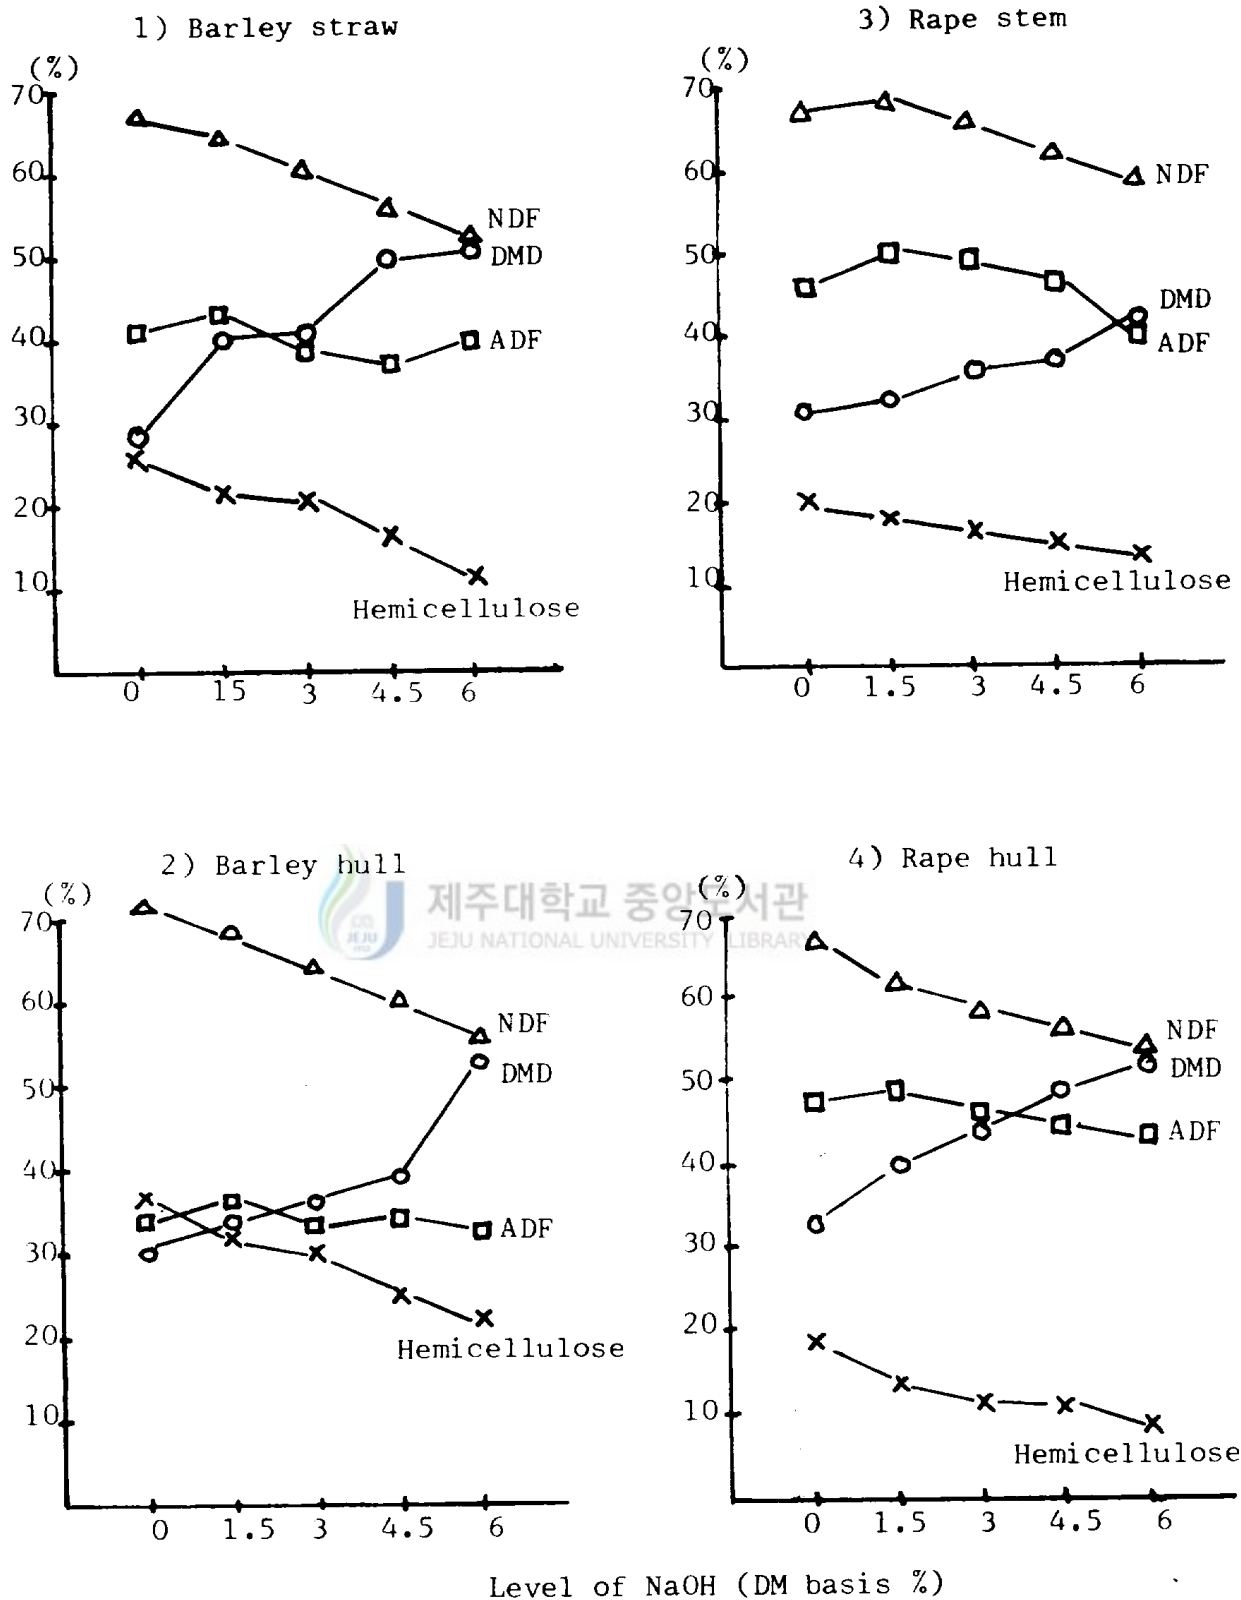 1) Barley straw
(%)
70
60
50
40
30
20
10
NDF
DMD
ADF
Hemicellulose
0 15 3 4.5 6
3) Rape stem
(%)
70
60
50
40
30
20
10
NDF
DMD
ADF
Hemicellulose
0 1.5 3 4.5 6
2) Barley hull
(%)
70
60
50
40
30
20
10
NDF
DMD
ADF
Hemicellulose
0 1.5 3 4.5 6
4) Rape hull
(%)
70
60
50
40
30
20
10
NDF
DMD
ADF
Hemicellulose
0 1.5 3 4.5 6
Level of NaOH (DM basis %)
제주대학교 중앙도서관
JEJU NATIONAL UNIVERSITY LIBRARY
JEJU
1952